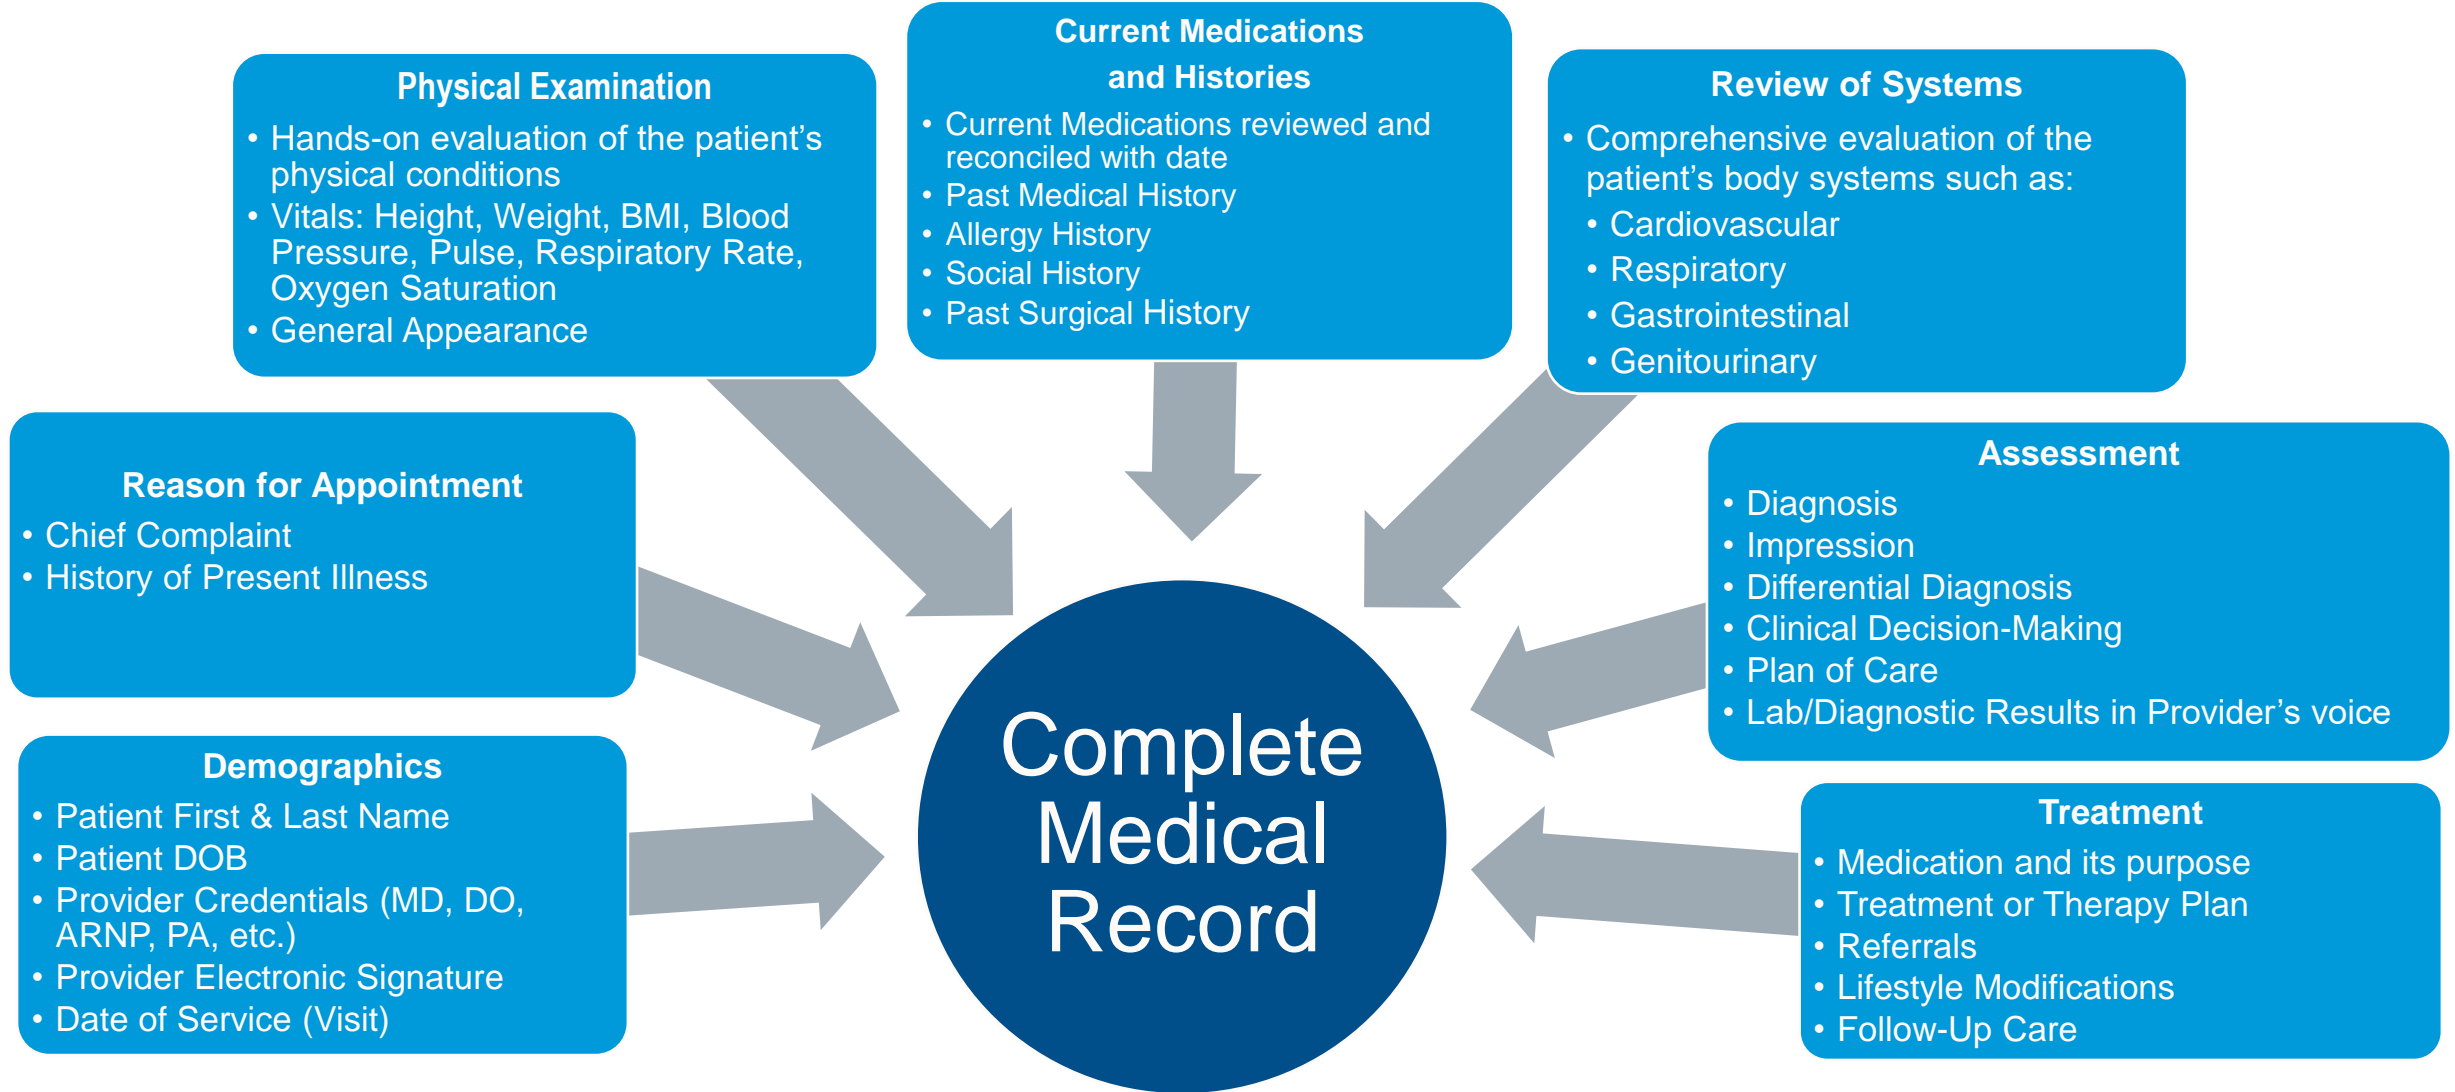 Current Medications
and Histories
• Current Medications reviewed and
reconciled with date
• Past Medical History
• Allergy History
• Social History
• Past Surgical History
Physical Examination
• Hands-on evaluation of the patient’s
physical conditions
• Vitals: Height, Weight, BMI, Blood
Pressure, Pulse, Respiratory Rate,
Oxygen Saturation
• General Appearance
Review of Systems
• Comprehensive evaluation of the
patient’s body systems such as:
• Cardiovascular
• Respiratory
• Gastrointestinal
• Genitourinary
Reason for Appointment
• Chief Complaint
• History of Present Illness
Assessment
• Diagnosis
• Impression
• Differential Diagnosis
• Clinical Decision-Making
• Plan of Care
• Lab/Diagnostic Results in Provider’s voice
Demographics
• Patient First & Last Name
• Patient DOB
• Provider Credentials (MD, DO,
ARNP, PA, etc.)
• Provider Electronic Signature
• Date of Service (Visit)
Complete
Medical
Record
Treatment
• Medication and its purpose
• Treatment or Therapy Plan
• Referrals
• Lifestyle Modifications
• Follow-Up Care